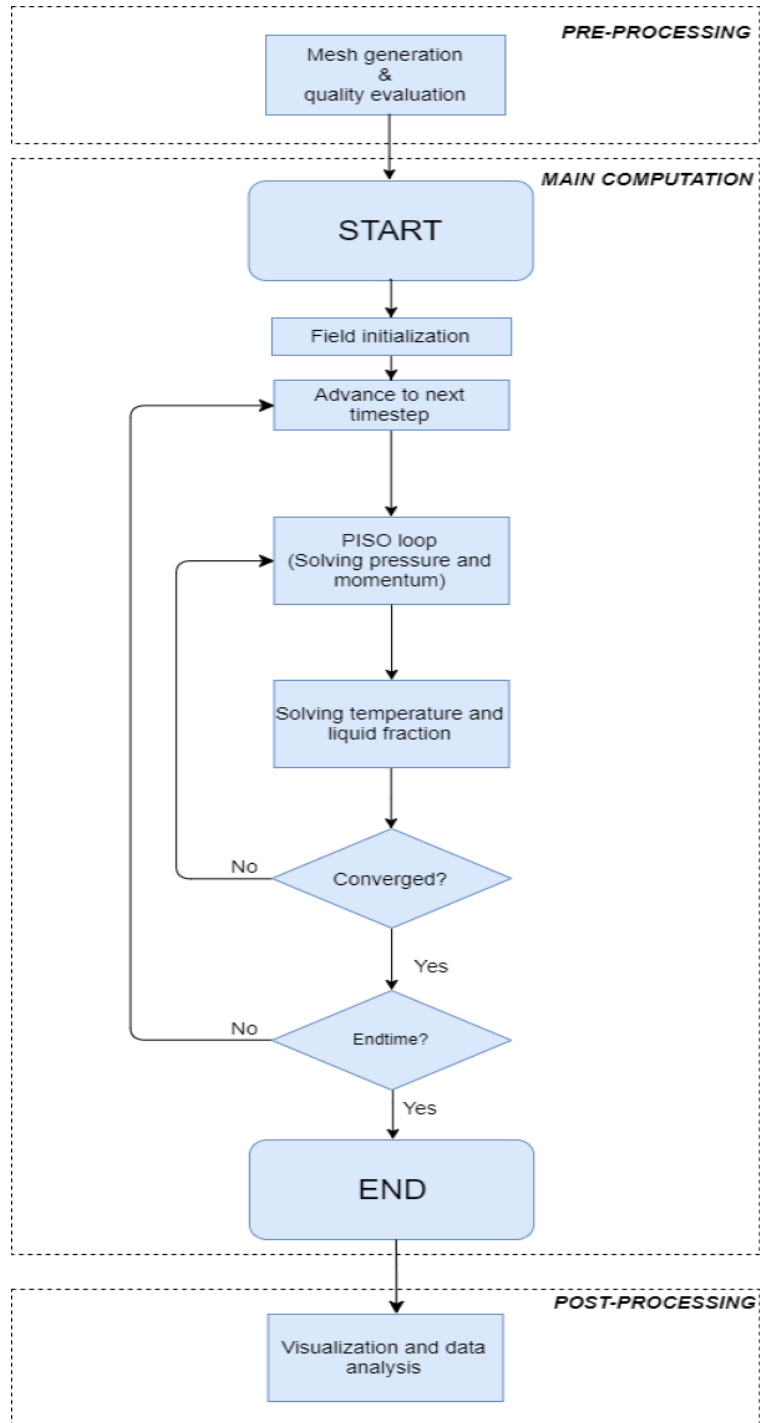 PRE-PROCESSING
Mesh generation
&
quality evaluation
MAIN COMPUTATION
START
Field initialization
Advance to next
timestep
PISO loop
(Solving pressure and
momentum)
Solving temperature and
liquid fraction
No
Converged?
Yes
No
Endtime?
Yes
END
POST-PROCESSING
Visualization and data
analysis